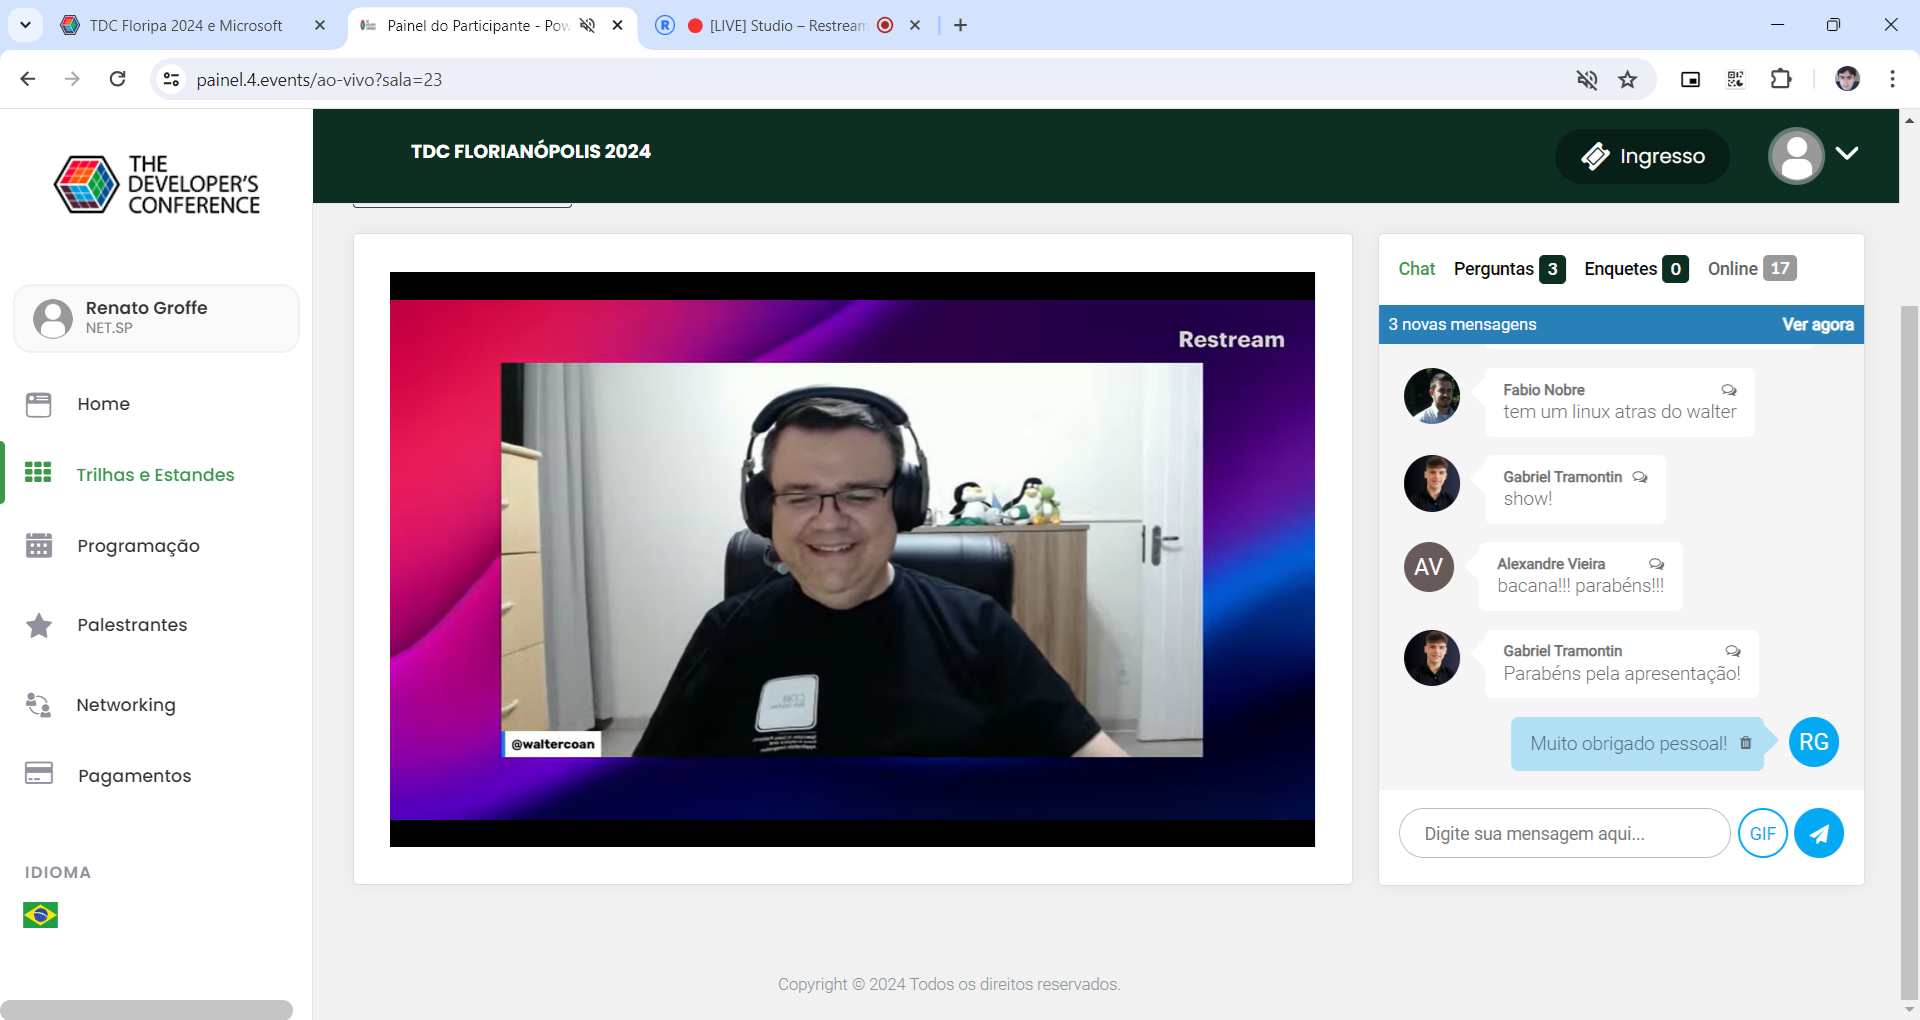 TDC Floripa 2024 e Microsoft
Painel do Participante - Pow
[LIVE] Studio – Restream
painel.4.events/ao-vivo?sala=23
THE
DEVELOPER'S
CONFERENCE
TDC FLORIANÓPOLIS 2024
Ingresso
Renato Groffe
NET.SP
Home
Trilhas e Estandes
Programação
Palestrantes
Networking
Pagamentos
IDIOMA
Restream
@waltercoan
Chat Perguntas 3 Enquetes 0 Online 17
3 novas mensagens Ver agora
Fabio Nobre
tem um linux atras do walter
Gabriel Tramontin
show!
AV
Alexandre Vieira
bacana!!! parabéns!!!
Gabriel Tramontin
Parabéns pela apresentação!
Muito obrigado pessoal!
RG
Digite sua mensagem aqui...
GIF
Copyright © 2024 Todos os direitos reservados.